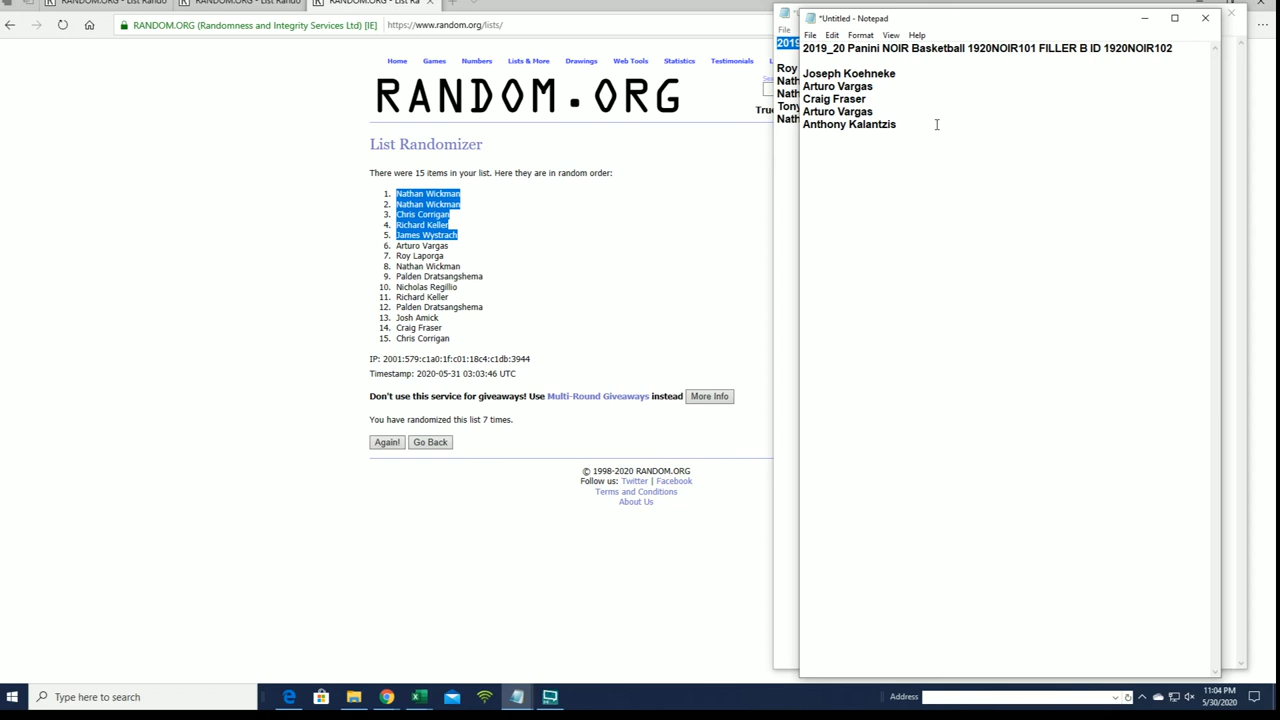 RANDOM.ORG - List Rando
RANDOM.ORG - List Rando
RANDOM.ORG - List Ra
RANDOM.ORG (Randomness and Integrity Services Ltd) [IE]
https://www.random.org/lists/
Home Games Numbers Lists & More Drawings Web Tools Statistics Testimonials
RANDOM.ORG
List Randomizer
There were 15 items in your list. Here they are in random order:
1. Nathan Wickman
2. Nathan Wickman
3. Chris Corrigan
4. Richard Keller
5. James Wystrach
6. Arturo Vargas
7. Roy Laporga
8. Nathan Wickman
9. Palden Dratsangshema
10. Nicholas Regillio
11. Richard Keller
12. Palden Dratsangshema
13. Josh Amick
14. Craig Fraser
15. Chris Corrigan
IP: 2001:579:c1a0:1f:c01:18c4:c1db:3944
Timestamp: 2020-05-31 03:03:46 UTC
Don't use this service for giveaways! Use Multi-Round Giveaways instead More Info
You have randomized this list 7 times.
Again! Go Back
© 1998-2020 RANDOM.ORG
Follow us: Twitter | Facebook
Terms and Conditions
About Us
File
2019
Roy
Nath
Nath
Tony
Nath
*Untitled - Notepad
File Edit Format View Help
2019_20 Panini NOIR Basketball 1920NOIR101 FILLER B ID 1920NOIR102
Joseph Koehneke
Arturo Vargas
Craig Fraser
Arturo Vargas
Anthony Kalantzis
Type here to search
Address
11:04 PM
5/30/2020